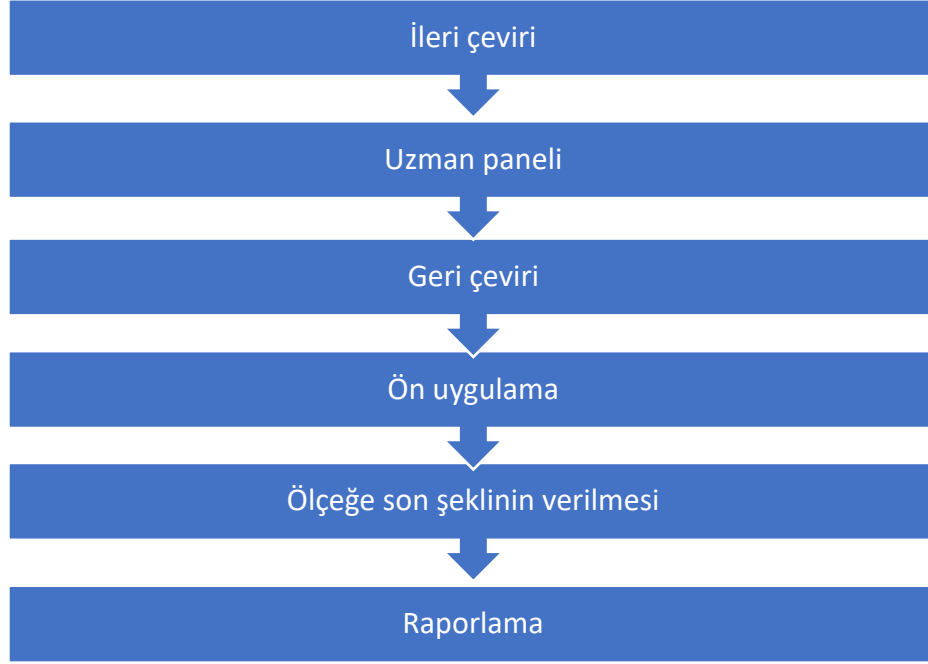 İleri çeviri
Uzman paneli
Geri çeviri
Ön uygulama
Ölçeğe son şeklinin verilmesi
Raporlama